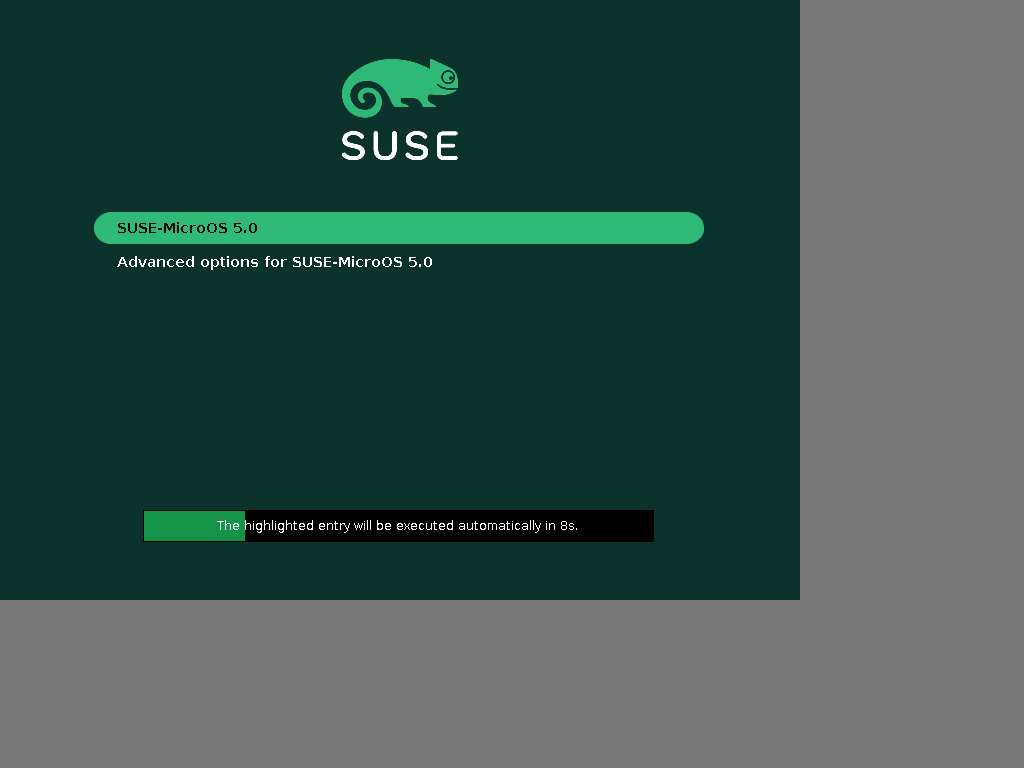 SUSE
SUSE-MicroOS 5.0
Advanced options for SUSE-MicroOS 5.0
The highlighted entry will be executed automatically in 8s.